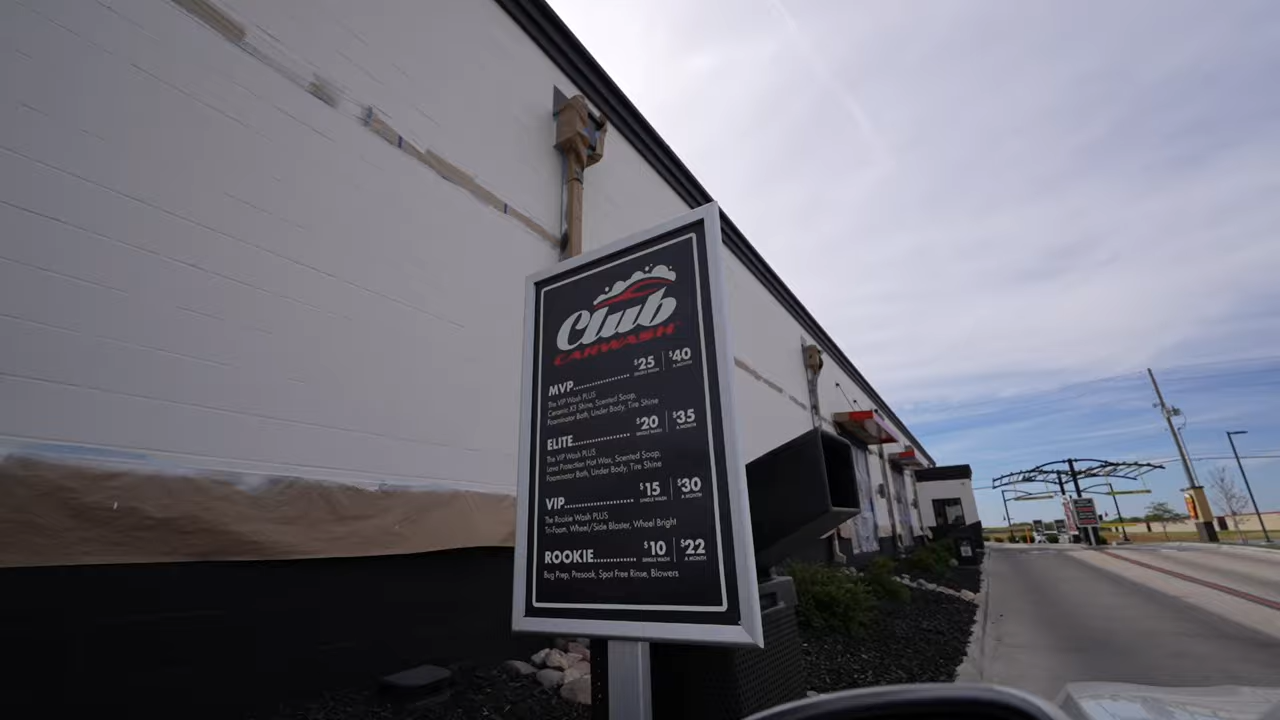 Club
CARWASH
MVP.............. $25 SINGLE WASH | $40 A MONTH
The VIP Wash PLUS
Ceramic X3 Shine, Scented Soap,
Foaminator Bath, Under Body, Tire Shine
ELITE.............. $20 SINGLE WASH | $35 A MONTH
The VIP Wash PLUS
Lava Protection Hot Wax, Scented Soap,
Foaminator Bath, Under Body, Tire Shine
VIP.................. $15 SINGLE WASH | $30 A MONTH
The Rookie Wash PLUS
Tri-Foam, Wheel/Side Blaster, Wheel Bright
ROOKIE............ $10 SINGLE WASH | $22 A MONTH
Bug Prep, Presoak, Spot Free Rinse, Blowers